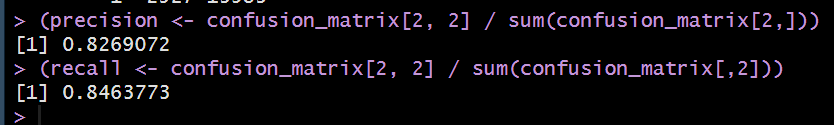 > (precision <- confusion_matrix[2, 2] / sum(confusion_matrix[2,]))
[1] 0.8269072
> (recall <- confusion_matrix[2, 2] / sum(confusion_matrix[,2]))
[1] 0.8463773
>